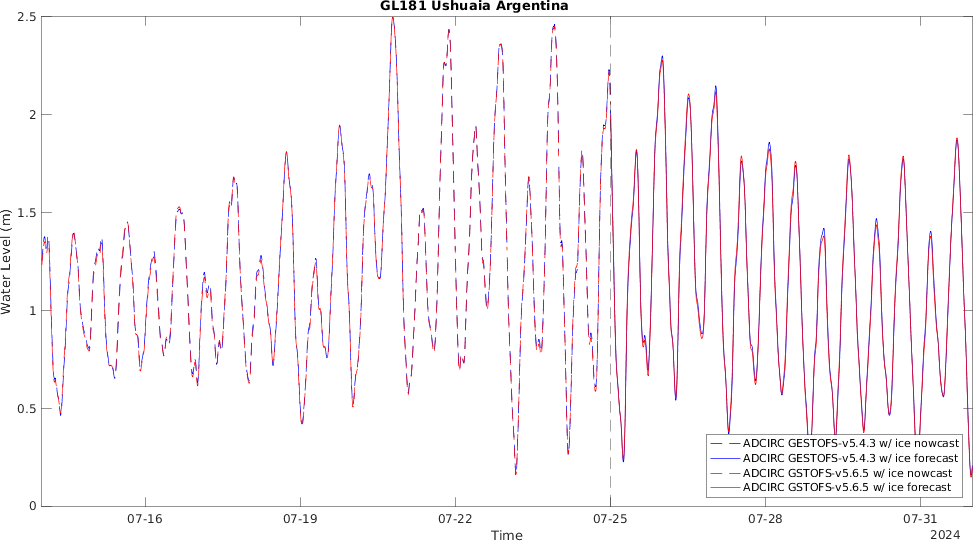 GL181 Ushuaia Argentina
2.5
2
1.5
1
0.5
0
Water Level (m)
07-16
07-19
07-22
07-25
07-28
07-31
2024
Time
ADCIRC GESTOFS-v5.4.3 w/ ice nowcast
ADCIRC GESTOFS-v5.4.3 w/ ice forecast
ADCIRC GSTOFS-v5.6.5 w/ ice nowcast
ADCIRC GSTOFS-v5.6.5 w/ ice forecast